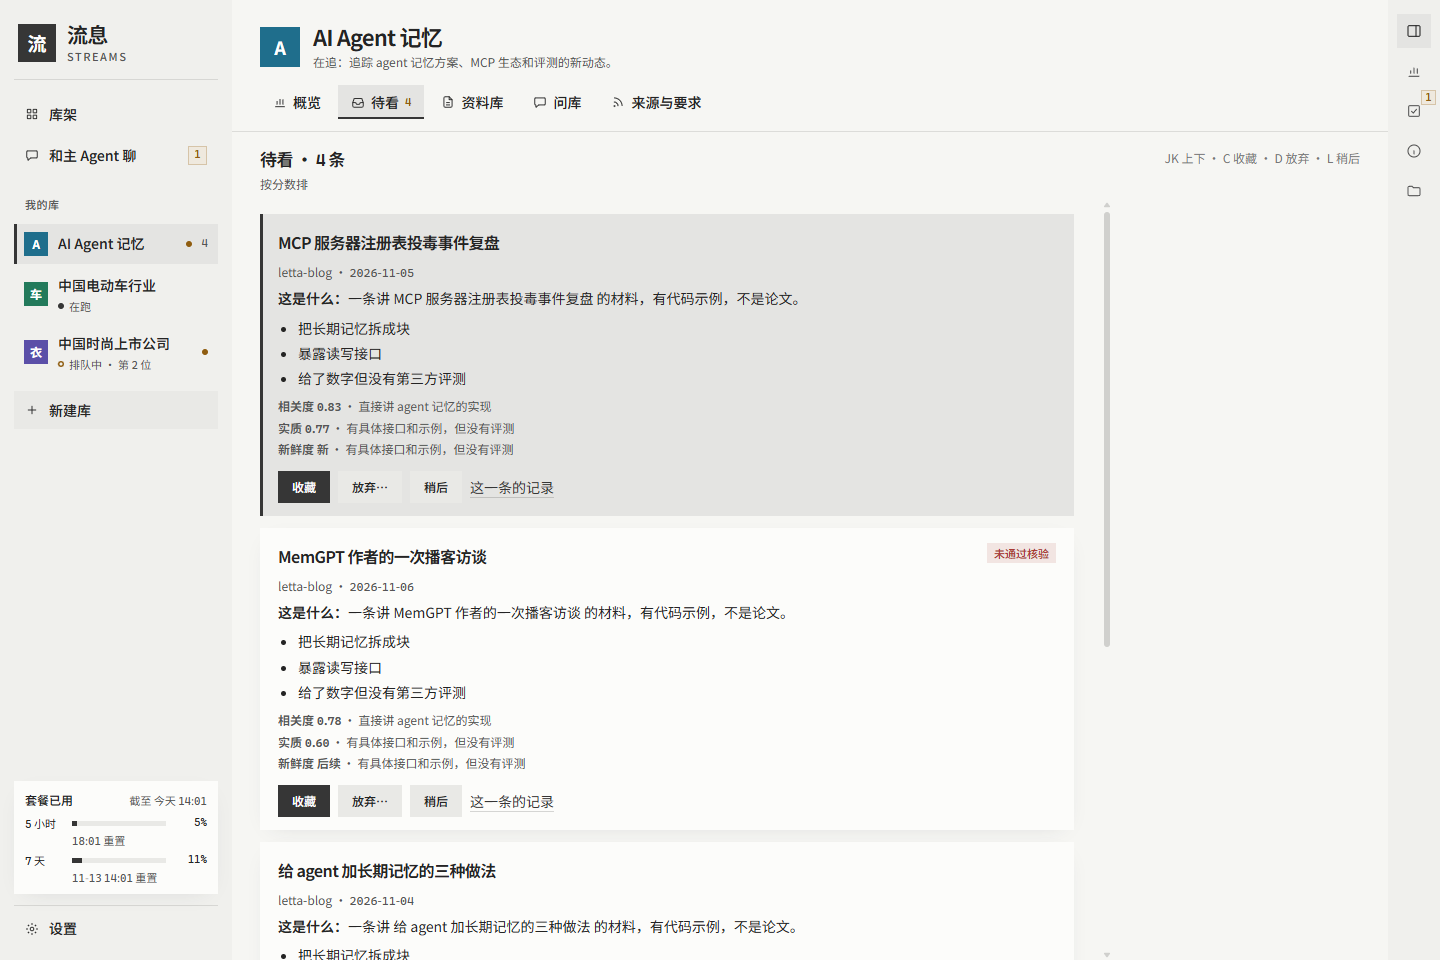 流
流息
STREAMS
库架
和主 Agent 聊
1
我的库
A
AI Agent 记忆
4
车
中国电动车行业
在跑
衣
中国时尚上市公司
排队中 · 第 2 位
新建库
套餐已用
截至 今天 14:01
5 小时
5%
18:01 重置
7 天
11%
11-13 14:01 重置
设置
A
AI Agent 记忆
在追：追踪 agent 记忆方案、MCP 生态和评测的新动态。
概览
待看 4
资料库
问库
来源与要求
待看 · 4 条
按分数排
JK 上下 · C 收藏 · D 放弃 · L 稍后
MCP 服务器注册表投毒事件复盘
letta-blog · 2026-11-05
这是什么：一条讲 MCP 服务器注册表投毒事件复盘 的材料，有代码示例，不是论文。
• 把长期记忆拆成块
• 暴露读写接口
• 给了数字但没有第三方评测
相关度 0.83 · 直接讲 agent 记忆的实现
实质 0.77 · 有具体接口和示例，但没有评测
新鲜度 新 · 有具体接口和示例，但没有评测
收藏
放弃…
稍后
这一条的记录
MemGPT 作者的一次播客访谈
未通过核验
letta-blog · 2026-11-06
这是什么：一条讲 MemGPT 作者的一次播客访谈 的材料，有代码示例，不是论文。
• 把长期记忆拆成块
• 暴露读写接口
• 给了数字但没有第三方评测
相关度 0.78 · 直接讲 agent 记忆的实现
实质 0.60 · 有具体接口和示例，但没有评测
新鲜度 后续 · 有具体接口和示例，但没有评测
收藏
放弃…
稍后
这一条的记录
给 agent 加长期记忆的三种做法
letta-blog · 2026-11-04
这是什么：一条讲 给 agent 加长期记忆的三种做法 的材料，有代码示例，不是论文。
• 把长期记忆拆成块
1